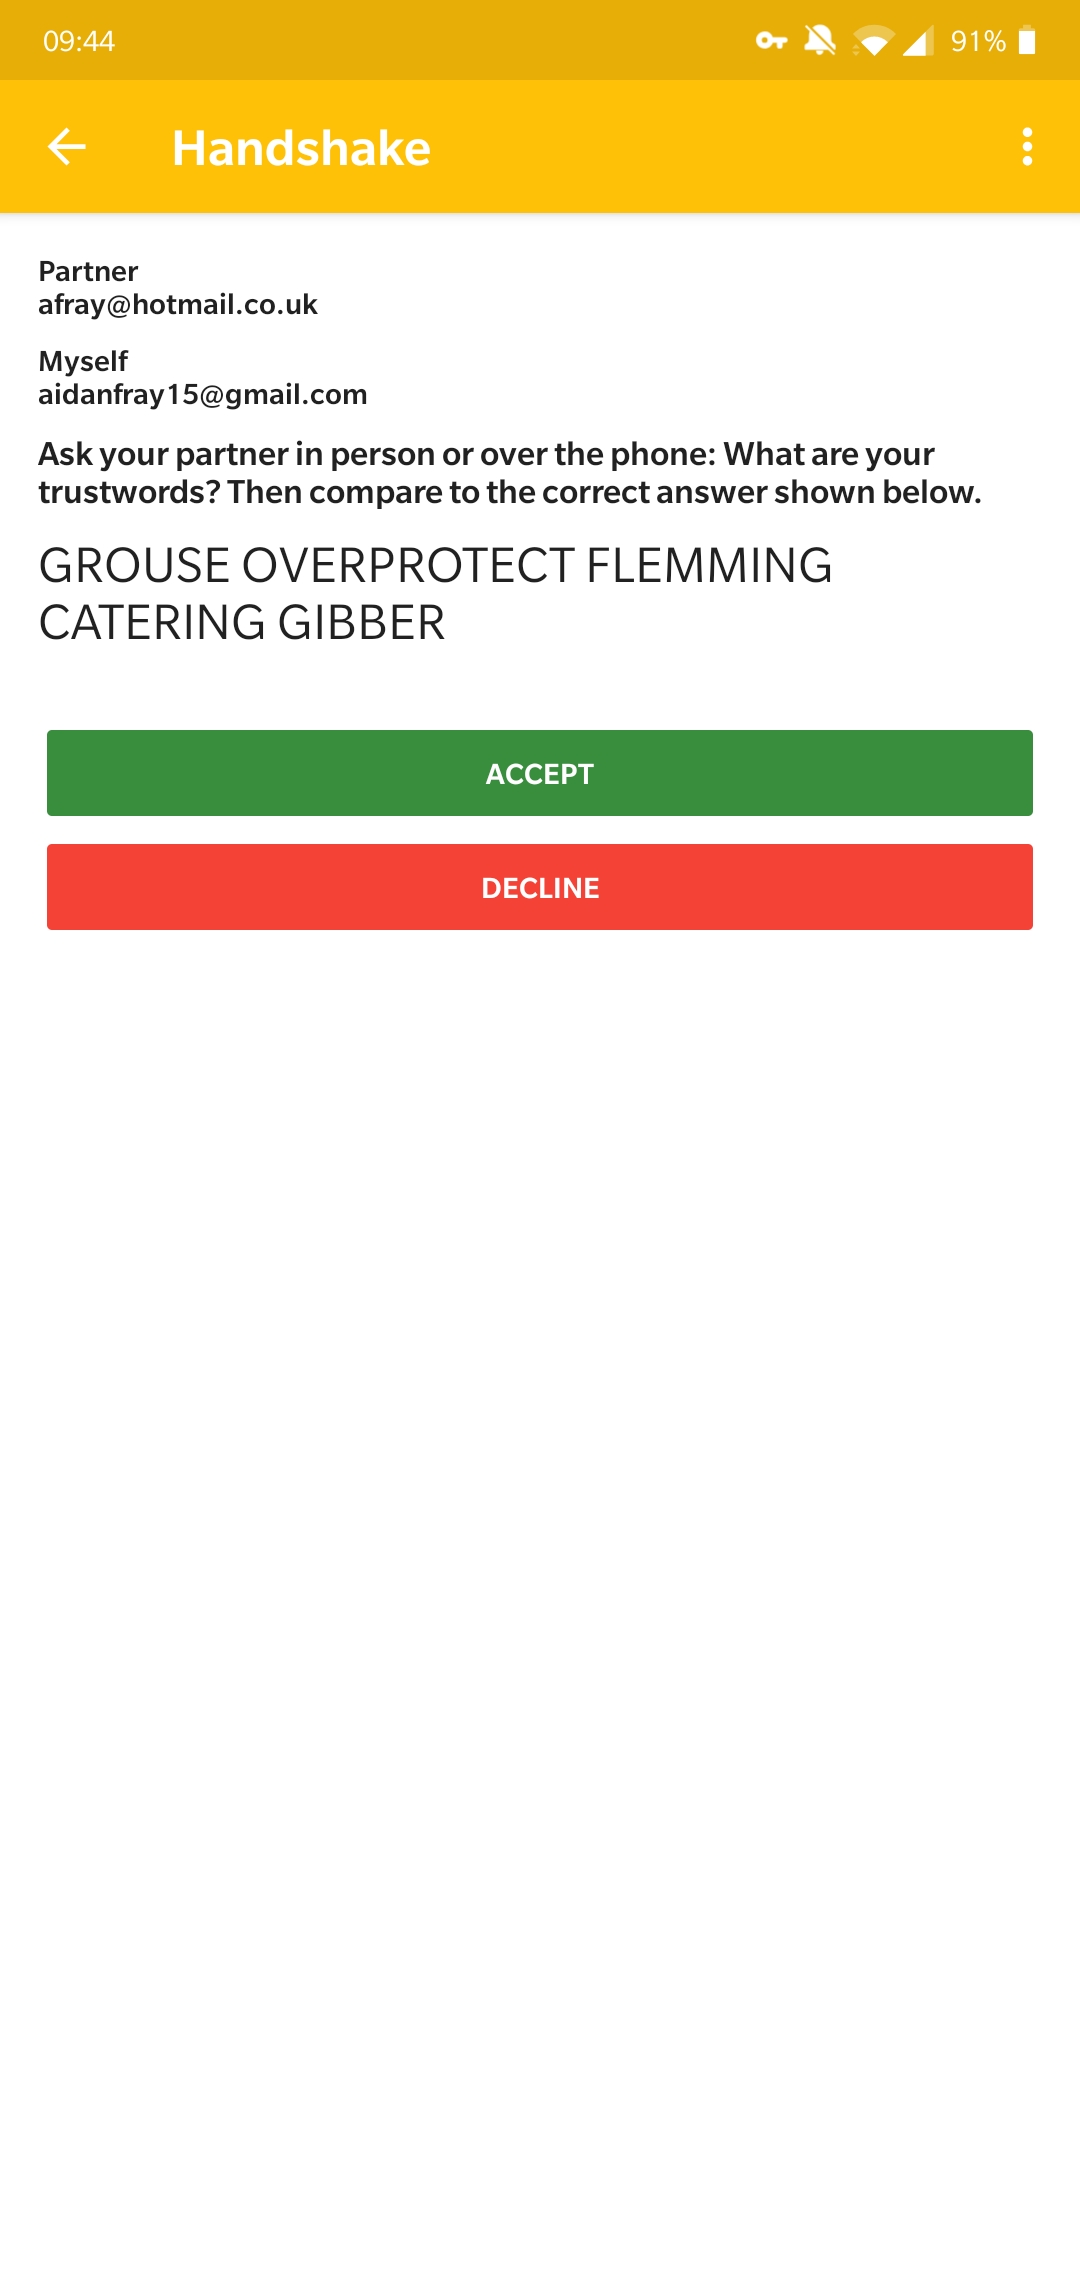 09:44
91%
Handshake
Partner
afray@hotmail.co.uk
Myself
aidanfray15@gmail.com
Ask your partner in person or over the phone: What are your
trustwords? Then compare to the correct answer shown below.
GROUSE OVERPROTECT FLEMMING
CATERING GIBBER
ACCEPT
DECLINE